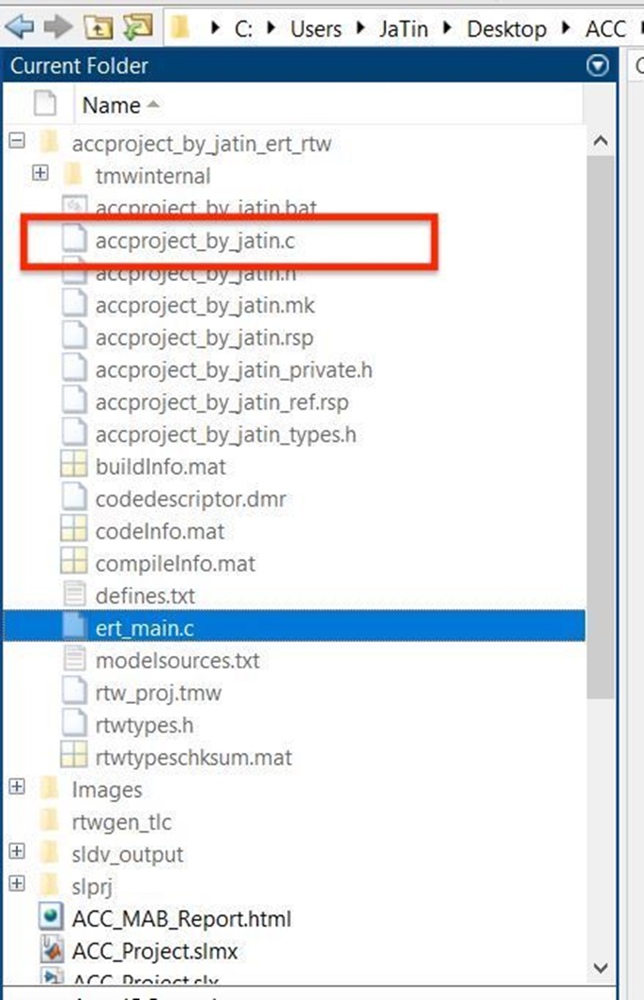 C: Users JaTin Desktop ACC
Current Folder
Name
accproject_by_jatin_ert_rtw
tmwinternal
accproject_by_jatin.bat
accproject_by_jatin.c
accproject_by_jatin.h
accproject_by_jatin.mk
accproject_by_jatin.rsp
accproject_by_jatin_private.h
accproject_by_jatin_ref.rsp
accproject_by_jatin_types.h
buildInfo.mat
codedescriptor.dmr
codeInfo.mat
compileInfo.mat
defines.txt
ert_main.c
modelsources.txt
rtw_proj.tmw
rtwtypes.h
rtwtypeschksum.mat
Images
rtwgen_tlc
sldv_output
slprj
ACC_MAB_Report.html
ACC_Project.slmx
ACC_Project.slx